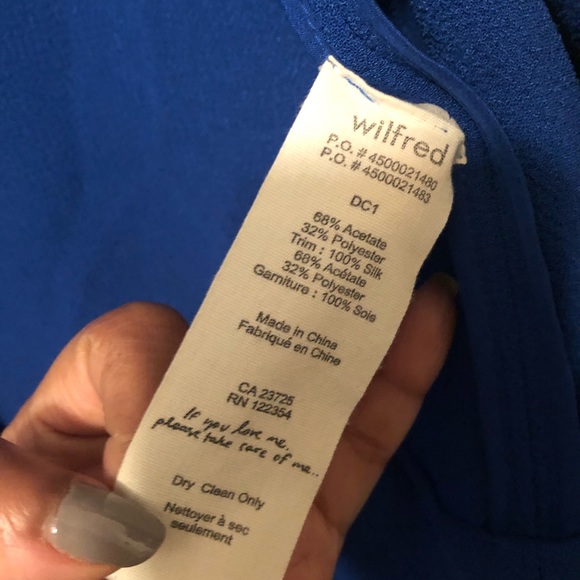 wilfred
P.O. # 4500021480
P.O. # 4500021483
DC1
68% Acetate
32% Polyester
Trim : 100% Silk
68% Acétate
32% Polyester
Garniture : 100% Soie
Made in China
Fabriqué en Chine
CA 23725
RN 122354
If you love me,
please take care of me...
Dry Clean Only
Nettoyer à sec
seulement